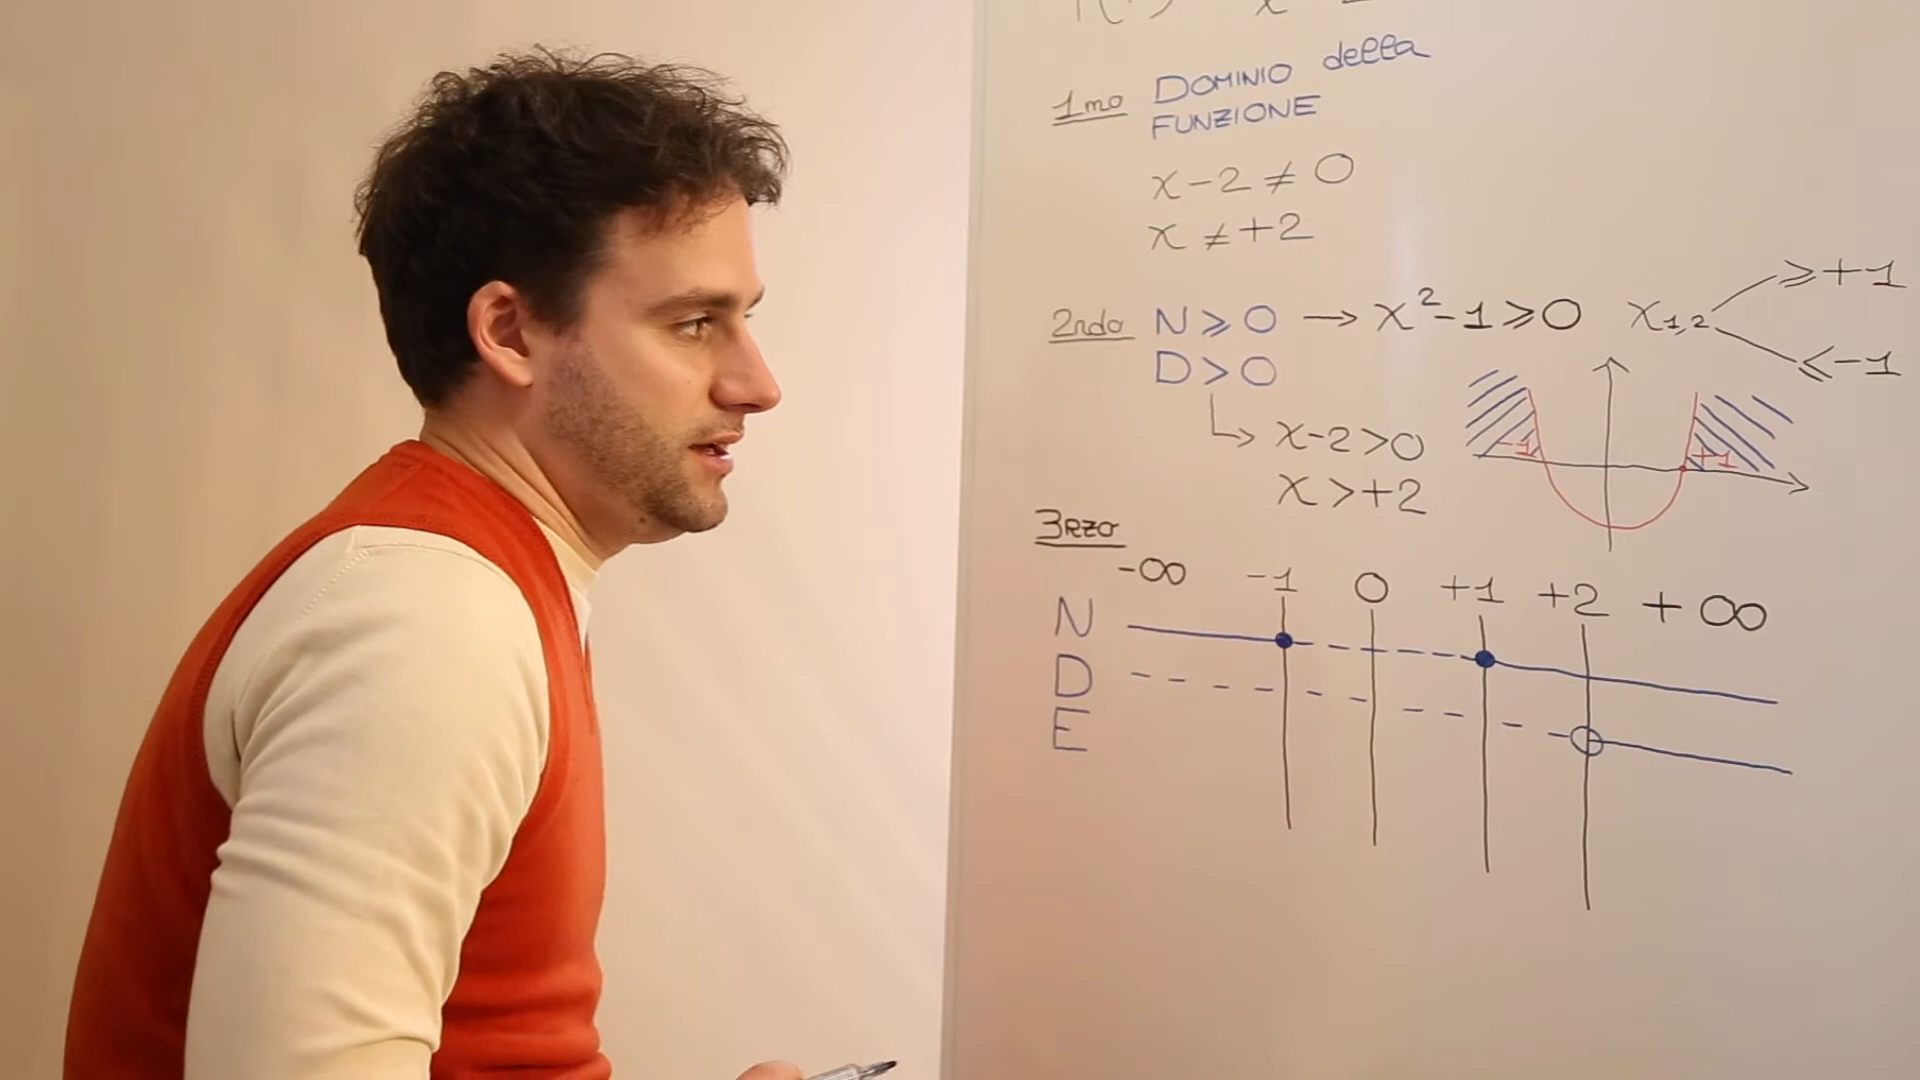 1mo DOMINIO della
FUNZIONE
x-2≠0
x≠+2
2ndo N⩾0 → x²-1⩾0 x₁,₂ ⩾+1
⩽-1
D>0
↳ x-2>0
x>+2
-1 +1
3rzo
-∞ -1 0 +1 +2 +∞
N
D
E